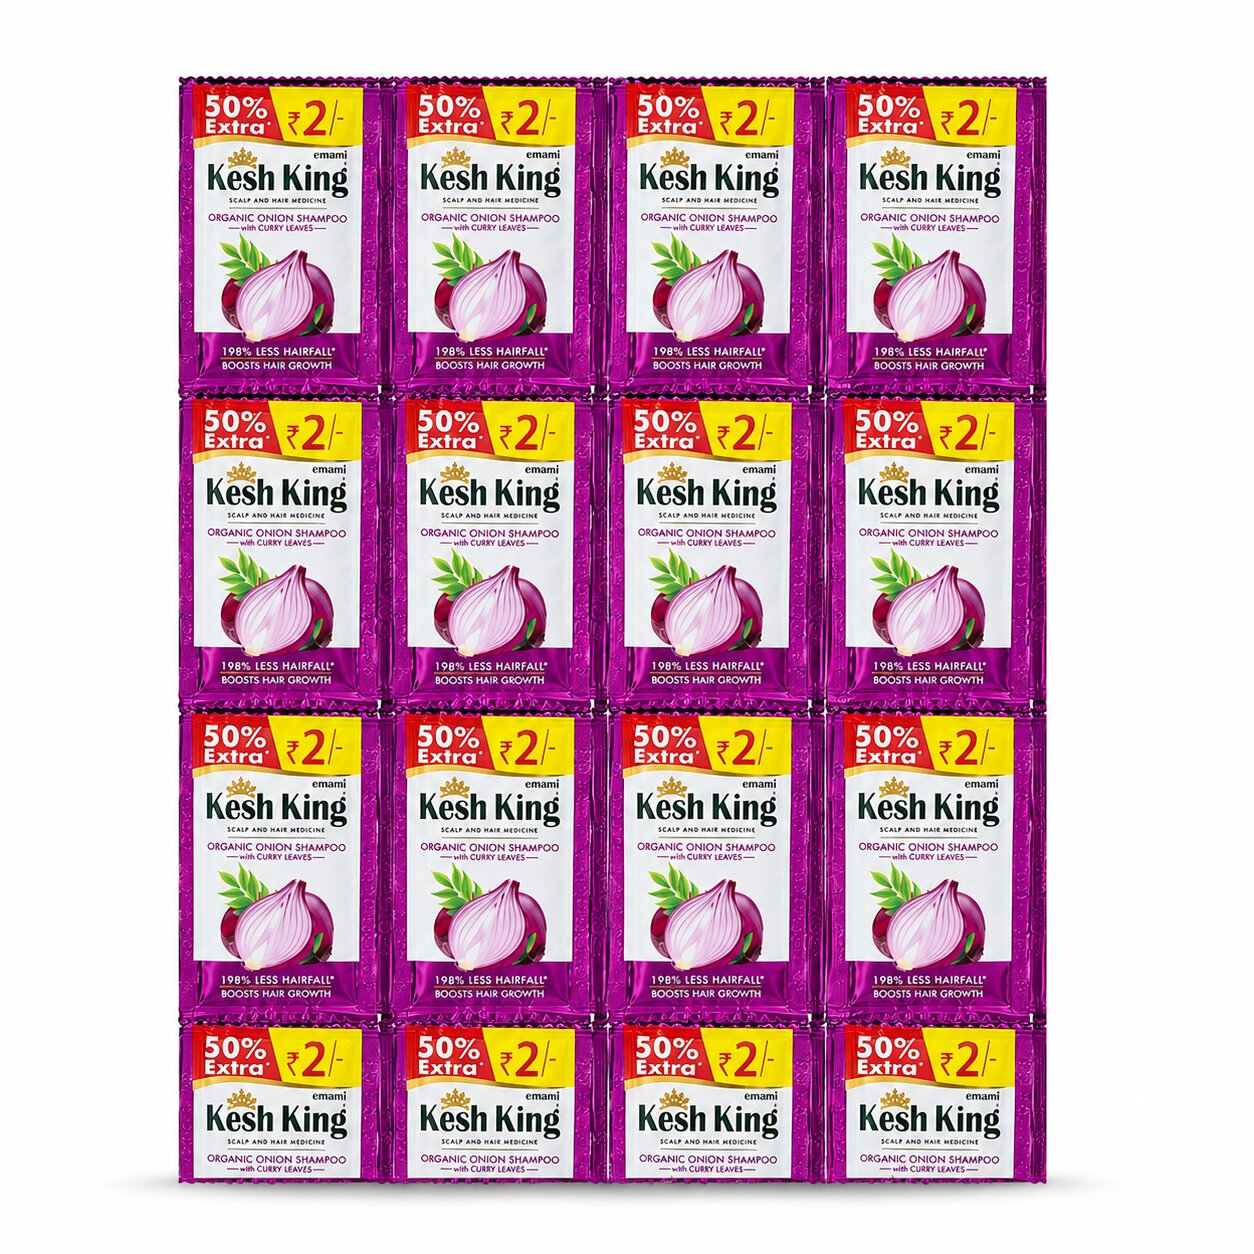 50% Extra* ₹2/-
emami
Kesh King
SCALP AND HAIR MEDICINE
ORGANIC ONION SHAMPOO
with CURRY LEAVES
198% LESS HAIRFALL*
BOOSTS HAIR GROWTH
50% Extra* ₹2/-
emami
Kesh King
SCALP AND HAIR MEDICINE
ORGANIC ONION SHAMPOO
with CURRY LEAVES
198% LESS HAIRFALL*
BOOSTS HAIR GROWTH
50% Extra* ₹2/-
emami
Kesh King
SCALP AND HAIR MEDICINE
ORGANIC ONION SHAMPOO
with CURRY LEAVES
198% LESS HAIRFALL*
BOOSTS HAIR GROWTH
50% Extra* ₹2/-
emami
Kesh King
SCALP AND HAIR MEDICINE
ORGANIC ONION SHAMPOO
with CURRY LEAVES
198% LESS HAIRFALL*
BOOSTS HAIR GROWTH
50% Extra* ₹2/-
emami
Kesh King
SCALP AND HAIR MEDICINE
ORGANIC ONION SHAMPOO
with CURRY LEAVES
198% LESS HAIRFALL*
BOOSTS HAIR GROWTH
50% Extra* ₹2/-
emami
Kesh King
SCALP AND HAIR MEDICINE
ORGANIC ONION SHAMPOO
with CURRY LEAVES
198% LESS HAIRFALL*
BOOSTS HAIR GROWTH
50% Extra* ₹2/-
emami
Kesh King
SCALP AND HAIR MEDICINE
ORGANIC ONION SHAMPOO
with CURRY LEAVES
198% LESS HAIRFALL*
BOOSTS HAIR GROWTH
50% Extra* ₹2/-
emami
Kesh King
SCALP AND HAIR MEDICINE
ORGANIC ONION SHAMPOO
with CURRY LEAVES
198% LESS HAIRFALL*
BOOSTS HAIR GROWTH
50% Extra* ₹2/-
emami
Kesh King
SCALP AND HAIR MEDICINE
ORGANIC ONION SHAMPOO
with CURRY LEAVES
198% LESS HAIRFALL*
BOOSTS HAIR GROWTH
50% Extra* ₹2/-
emami
Kesh King
SCALP AND HAIR MEDICINE
ORGANIC ONION SHAMPOO
with CURRY LEAVES
198% LESS HAIRFALL*
BOOSTS HAIR GROWTH
50% Extra* ₹2/-
emami
Kesh King
SCALP AND HAIR MEDICINE
ORGANIC ONION SHAMPOO
with CURRY LEAVES
198% LESS HAIRFALL*
BOOSTS HAIR GROWTH
50% Extra* ₹2/-
emami
Kesh King
SCALP AND HAIR MEDICINE
ORGANIC ONION SHAMPOO
with CURRY LEAVES
198% LESS HAIRFALL*
BOOSTS HAIR GROWTH
50% Extra* ₹2/-
emami
Kesh King
SCALP AND HAIR MEDICINE
ORGANIC ONION SHAMPOO
with CURRY LEAVES
50% Extra* ₹2/-
emami
Kesh King
SCALP AND HAIR MEDICINE
ORGANIC ONION SHAMPOO
with CURRY LEAVES
50% Extra* ₹2/-
emami
Kesh King
SCALP AND HAIR MEDICINE
ORGANIC ONION SHAMPOO
with CURRY LEAVES
50% Extra* ₹2/-
emami
Kesh King
SCALP AND HAIR MEDICINE
ORGANIC ONION SHAMPOO
with CURRY LEAVES